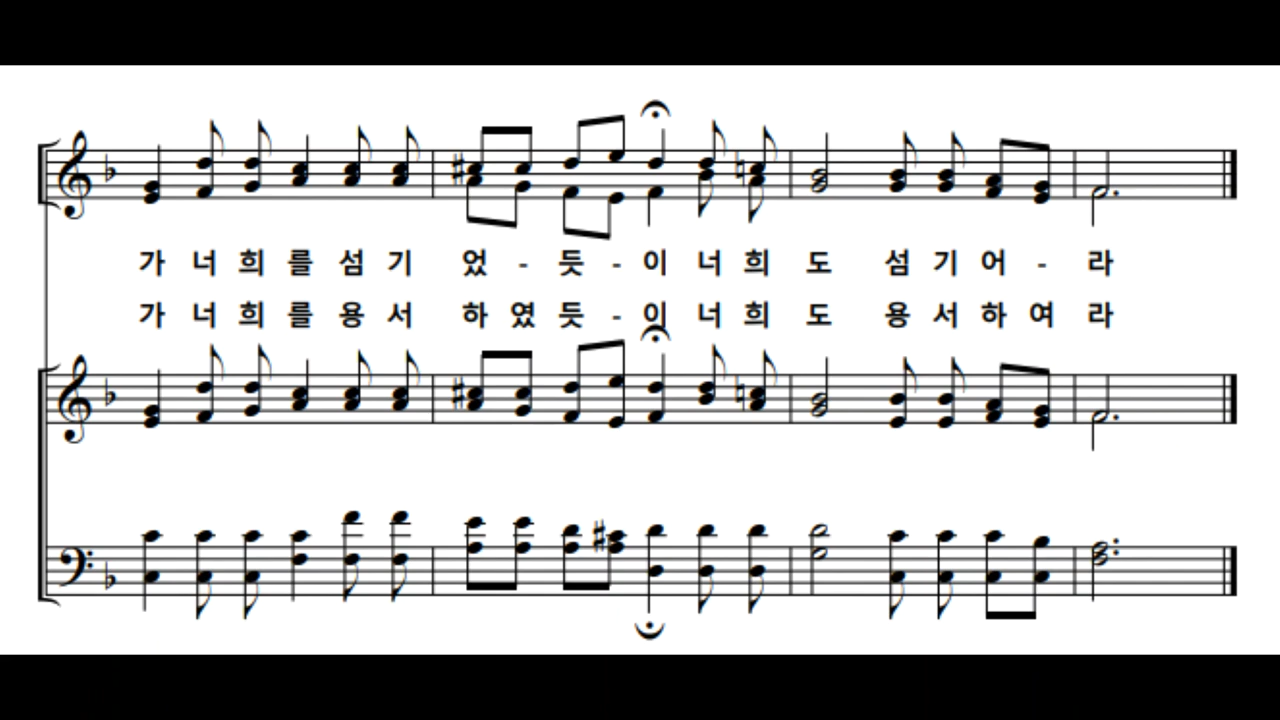 가 너 희 를 섬 기 었 - 듯 - 이 너 희 도 섬 기 어 - 라
가 너 희 를 용 서 하 였 듯 - 이 너 희 도 용 서 하 여 라